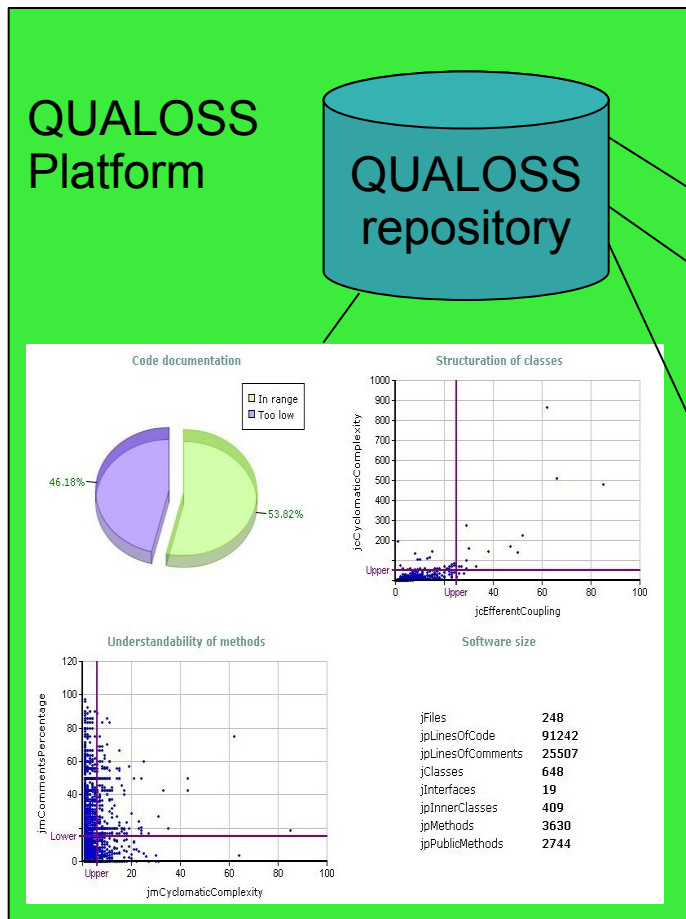 QUALOSS
Platform
QUALOSS
repository
Code documentation
In range
Too low
46.18%
53.82%
Structuration of classes
jcCyclomaticComplexity
1000
900
800
700
600
500
400
300
200
Upper
0
Upper
40
60
80
100
jcEfferentCoupling
Understandability of methods
jmCommentsPercentage
120
100
80
60
40
Lower
0
Upper
20
40
60
80
100
jmCyclomaticComplexity
Software size
jFiles 248
jpLinesOfCode 91242
jpLinesOfComments 25507
jClasses 648
jInterfaces 19
jpInnerClasses 409
jpMethods 3630
jpPublicMethods 2744